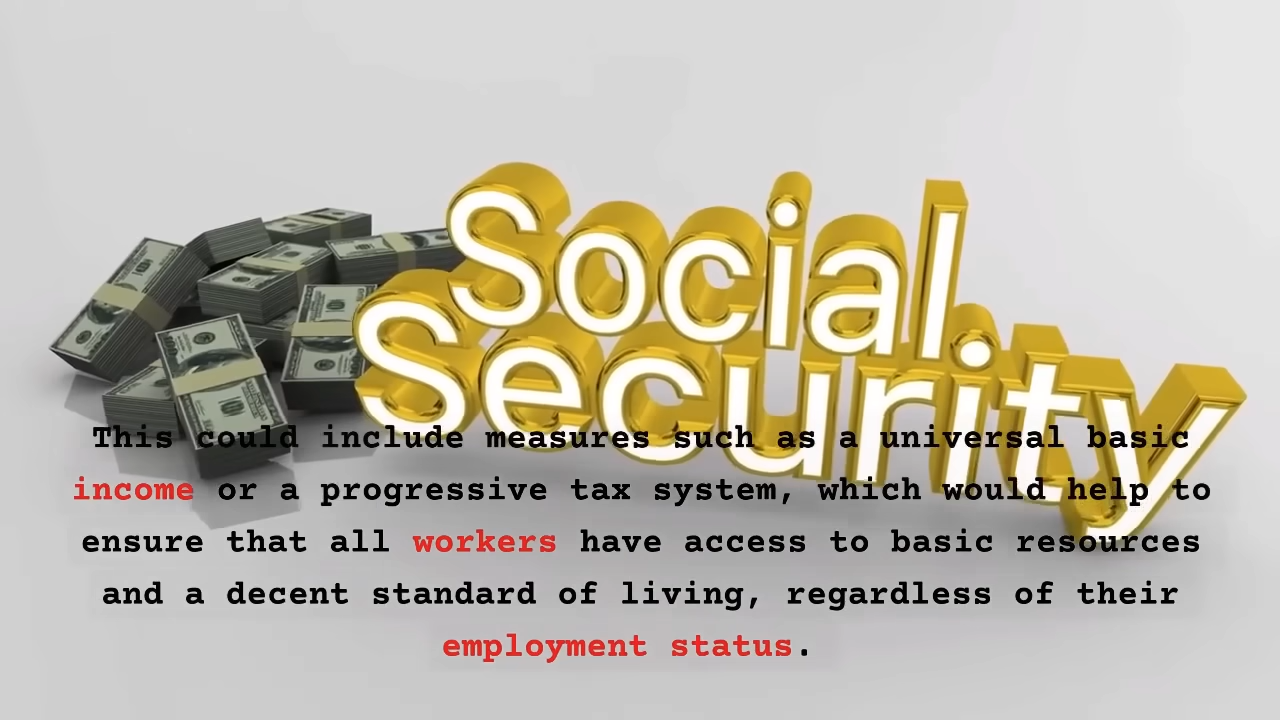 Social
Security
This could include measures such as a universal basic
income or a progressive tax system, which would help to
ensure that all workers have access to basic resources
and a decent standard of living, regardless of their
employment status.